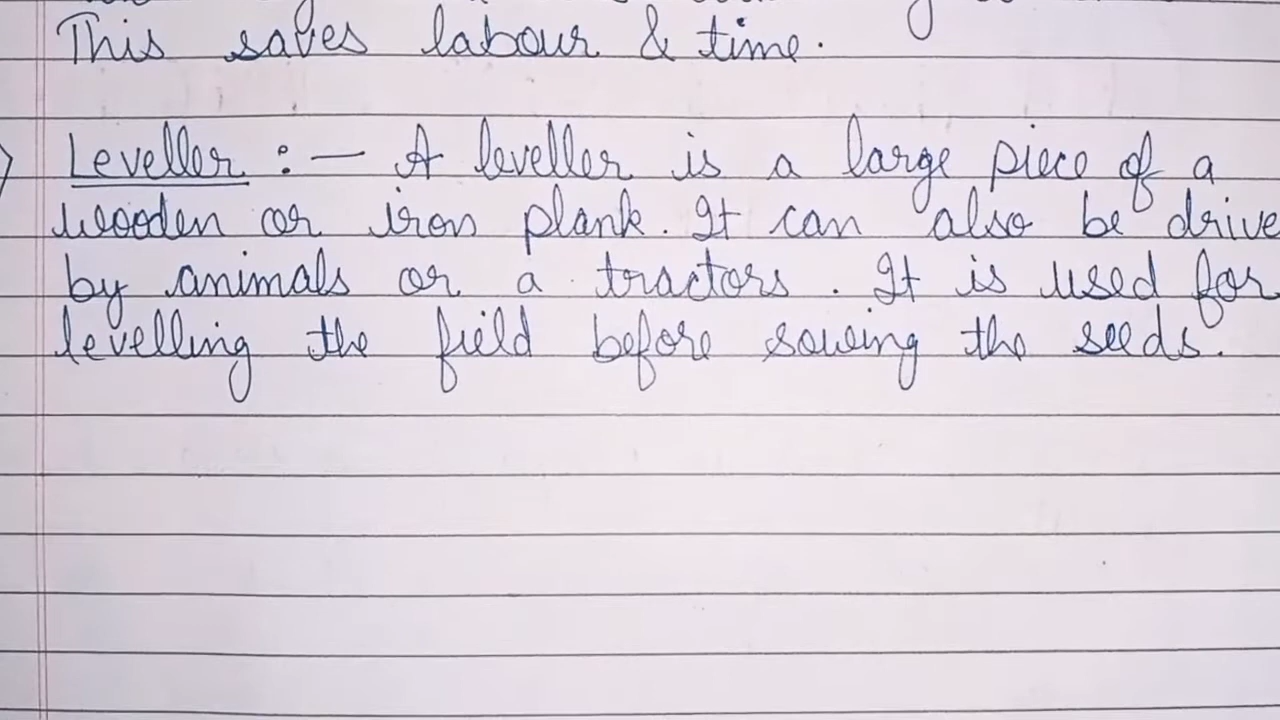 This saves labour & time.
Leveller :— A leveller is a large piece of a
wooden or iron plank. It can also be drive
by animals or a tractors. It is used for
levelling the field before sowing the seeds.